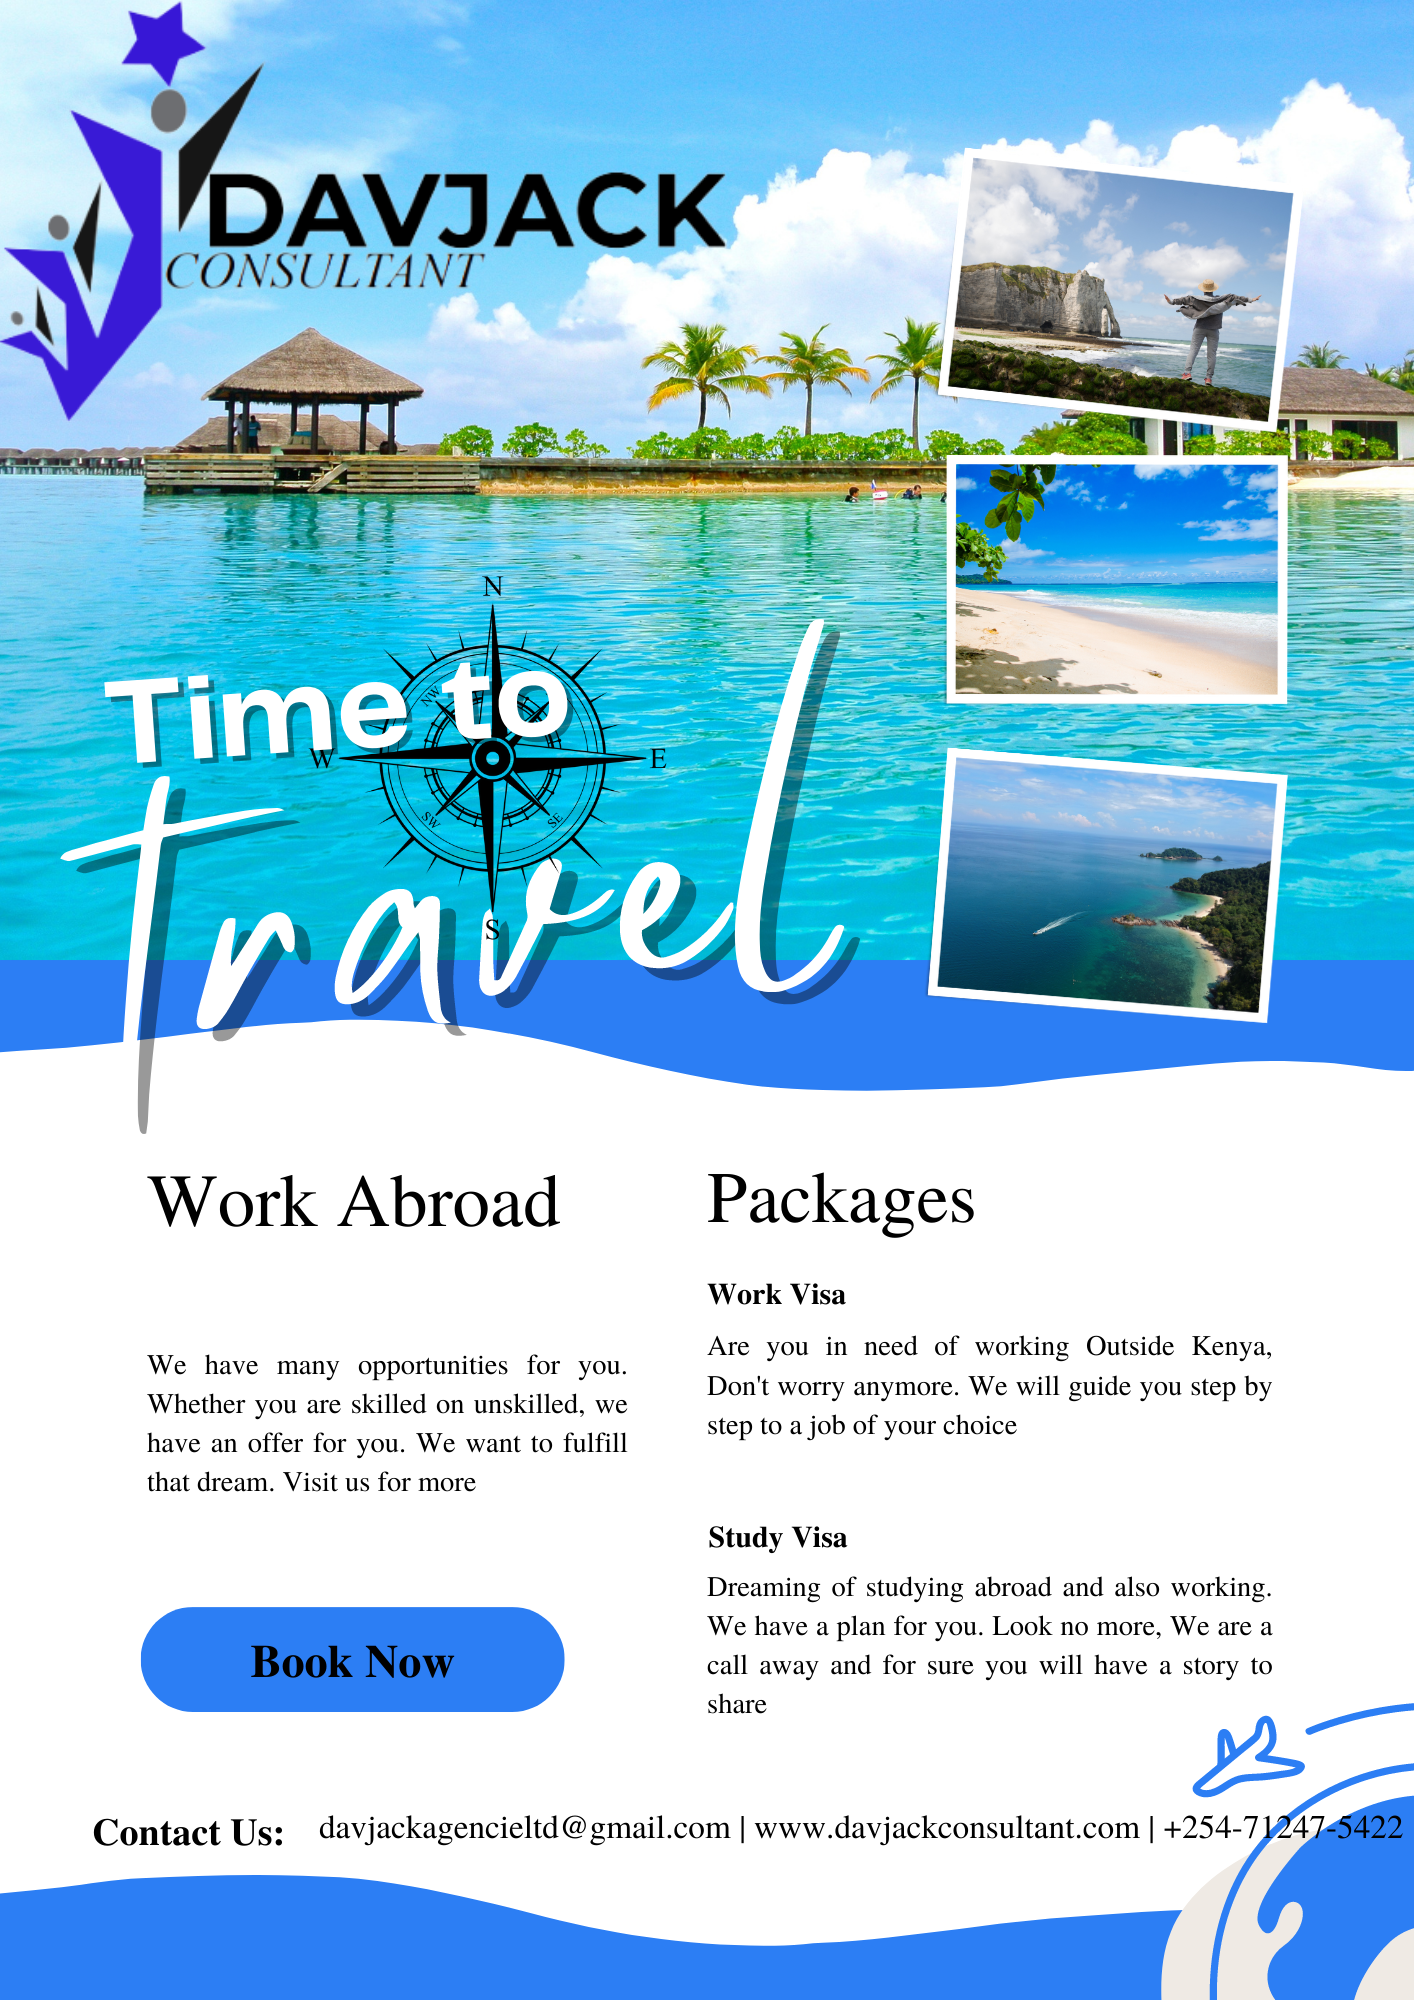 DAVJACK
CONSULTANT
N
Time to
NW
W
E
SW
SE
S
Travel
Work Abroad
We have many opportunities for you.
Whether you are skilled on unskilled, we
have an offer for you. We want to fulfill
that dream. Visit us for more
Book Now
Packages
Work Visa
Are you in need of working Outside Kenya,
Don't worry anymore. We will guide you step by
step to a job of your choice
Study Visa
Dreaming of studying abroad and also working.
We have a plan for you. Look no more, We are a
call away and for sure you will have a story to
share
Contact Us: davjackagencieltd@gmail.com | www.davjackconsultant.com | +254-71247-5422